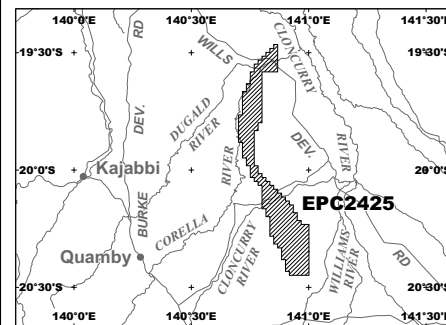 140°0'E 140°30'E 141°0'E 141°30'E
19°30'S 19°30'S
WILLS
RD
CLONCURRY
DUGALD
RIVER
DEV.
DEV.
RIVER
20°0'S 20°0'S
Kajabbi
RIVER
BURKE
EPC2425
CORELLA
Quamby
CLONCURRY
RIVER
WILLIAMS
RIVER
RD
20°30'S 20°30'S
140°0'E 140°30'E 141°0'E 141°30'E